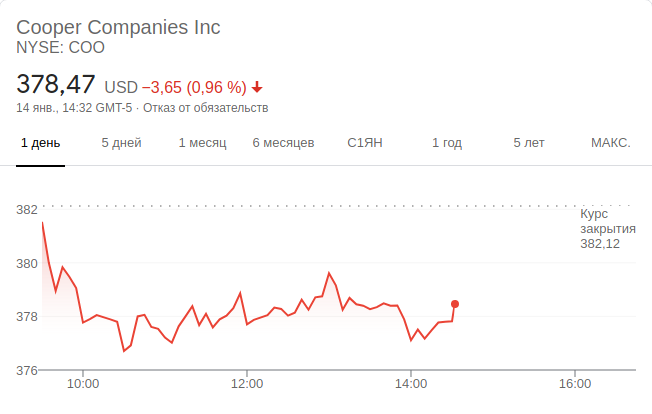 Cooper Companies Inc
NYSE: COO
378,47 USD −3,65 (0,96 %)
14 янв., 14:32 GMT-5 · Отказ от обязательств
1 день 5 дней 1 месяц 6 месяцев С1ЯН 1 год 5 лет МАКС.
382
Курс
закрытия
382,12
380
378
376
10:00 12:00 14:00 16:00